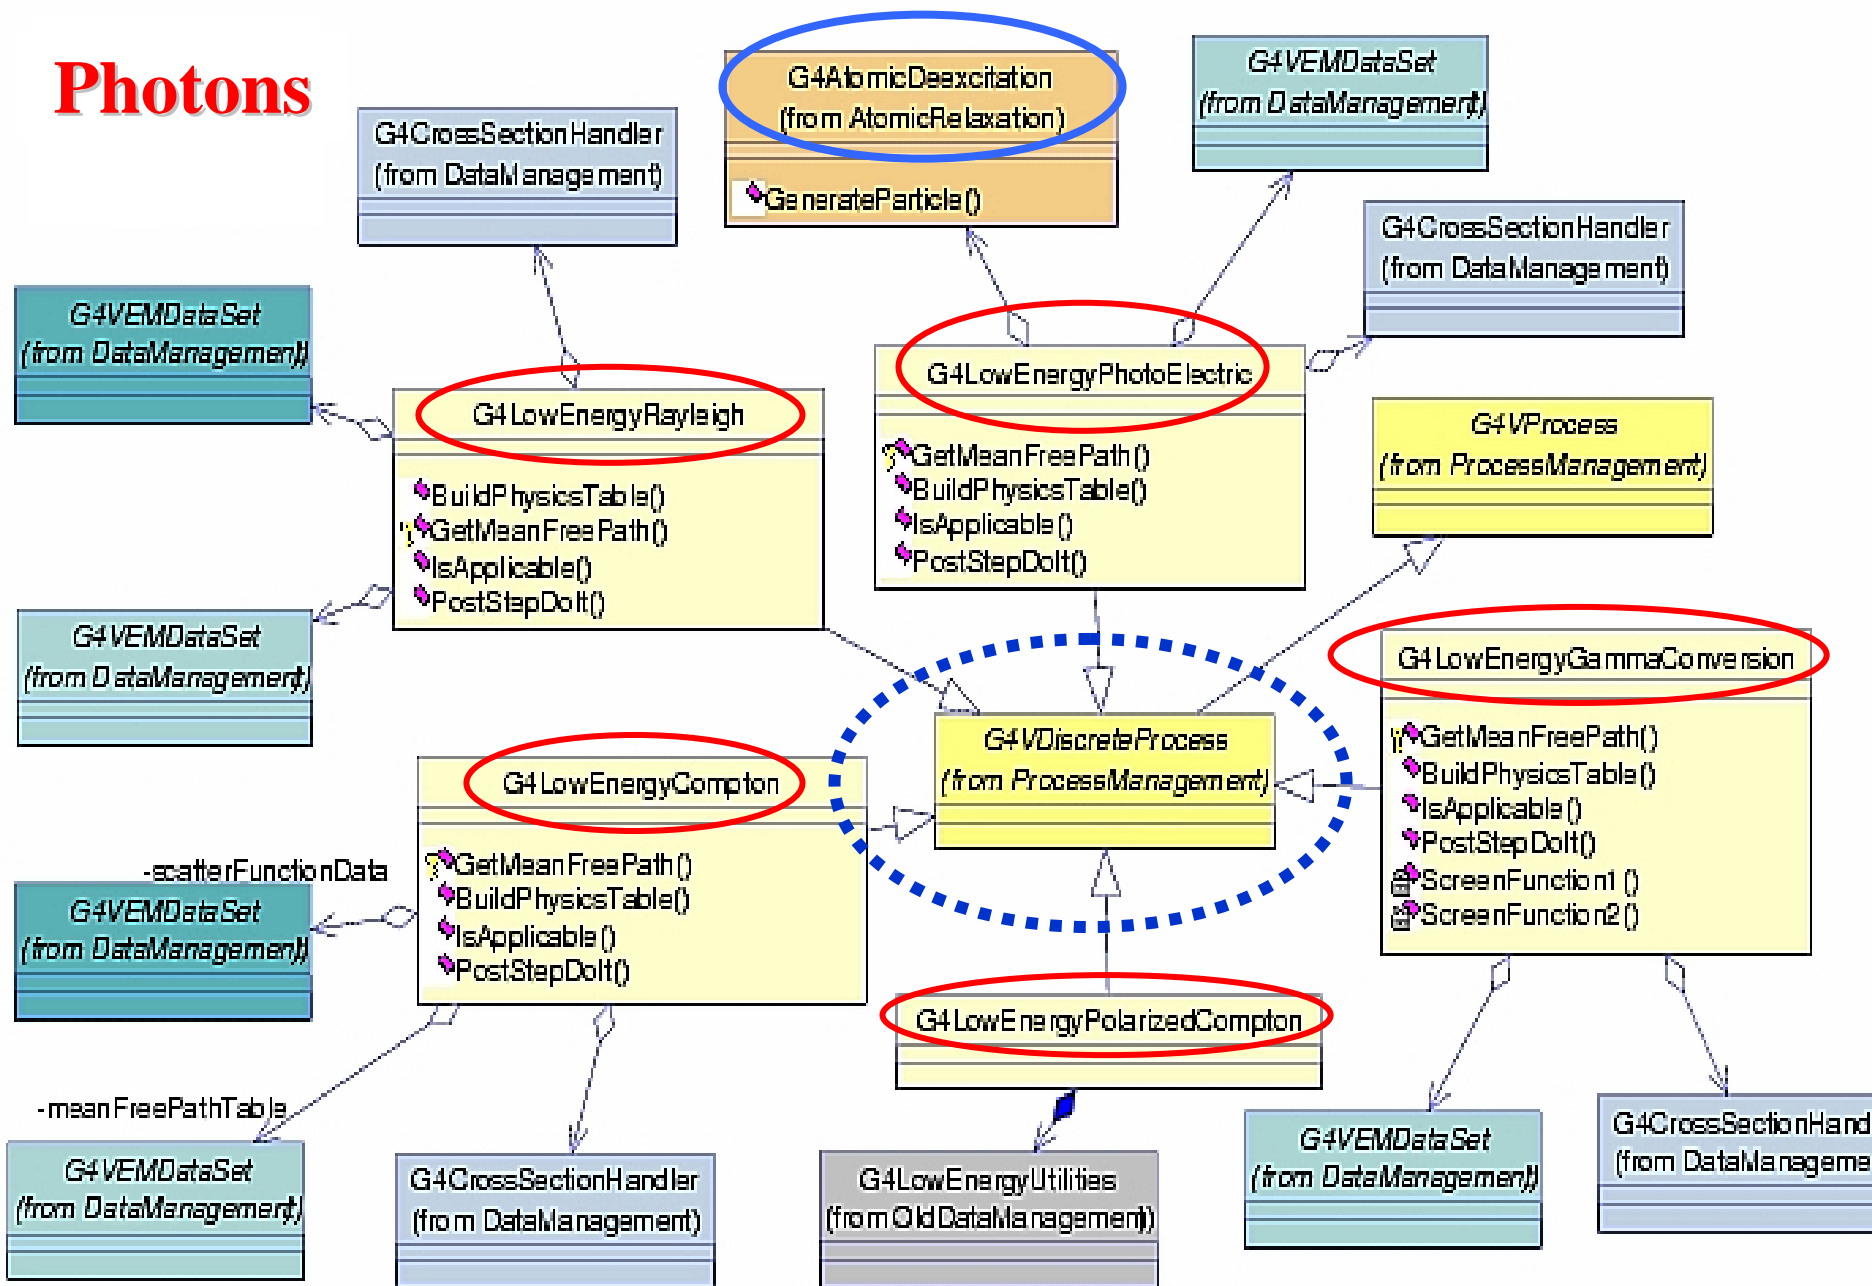 Photons
G4AtomicDeexcitation
(from AtomicRelaxation)
GenerateParticle()
G4VEMDataSet
(from DataManagement)
G4CrossSectionHandler
(from DataManagement)
G4CrossSectionHandler
(from DataManagement)
G4VEMDataSet
(from DataManagement)
G4LowEnergyRayleigh
BuildPhysicsTable()
GetMeanFreePath()
IsApplicable()
PostStepDoIt()
G4LowEnergyPhotoElectric
GetMeanFreePath()
BuildPhysicsTable()
IsApplicable()
PostStepDoIt()
G4VProcess
(from ProcessManagement)
G4VEMDataSet
(from DataManagement)
G4LowEnergyGammaConversion
GetMeanFreePath()
BuildPhysicsTable()
IsApplicable()
PostStepDoIt()
ScreenFunction1()
ScreenFunction2()
G4VDiscreteProcess
(from ProcessManagement)
G4LowEnergyCompton
GetMeanFreePath()
BuildPhysicsTable()
IsApplicable()
PostStepDoIt()
-scatterFunctionData
G4VEMDataSet
(from DataManagement)
G4LowEnergyPolarizedCompton
-meanFreePathTable
G4VEMDataSet
(from DataManagement)
G4CrossSectionHandler
(from DataManagement)
G4LowEnergyUtilities
(from OldDataManagement)
G4VEMDataSet
(from DataManagement)
G4CrossSectionHand
(from DataManageme